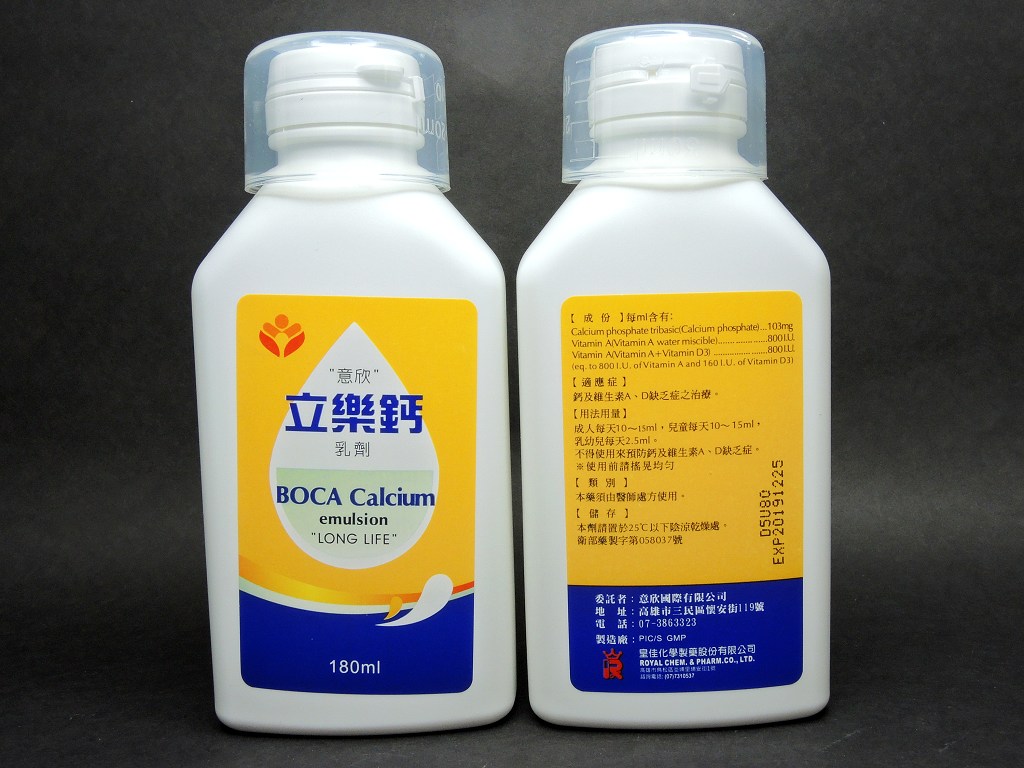 "意欣"
立樂鈣
乳劑
BOCA Calcium
emulsion
"LONG LIFE"
180ml
【 成 份 】每ml含有:
Calcium phosphate tribasic(Calcium phosphate)...103mg
Vitamin A(Vitamin A water miscible)..................800I.U.
Vitamin A(Vitamin A+Vitamin D3) ...................800I.U.
(eq. to 800 I.U. of Vitamin A and 160 I.U. of Vitamin D3)
【 適 應 症 】
鈣及維生素A、D缺乏症之治療。
【用法用量】
成人每天10～15ml，兒童每天10～15ml，
乳幼兒每天2.5ml。
不得使用來預防鈣及維生素A、D缺乏症。
※使用前請搖晃均勻
【 類 別 】
本藥須由醫師處方使用。
【 儲 存 】
本劑請置於25℃以下陰涼乾燥處。
衛部藥製字第058037號
D5U80
EXP20191225
委託者：意欣國際有限公司
地 址：高雄市三民區懷安街119號
電 話：07-3863323
製造廠：PIC/S GMP
皇佳化學製藥股份有限公司
ROYAL CHEM. & PHARM.CO., LTD.
諮詢電話: (07)7310537